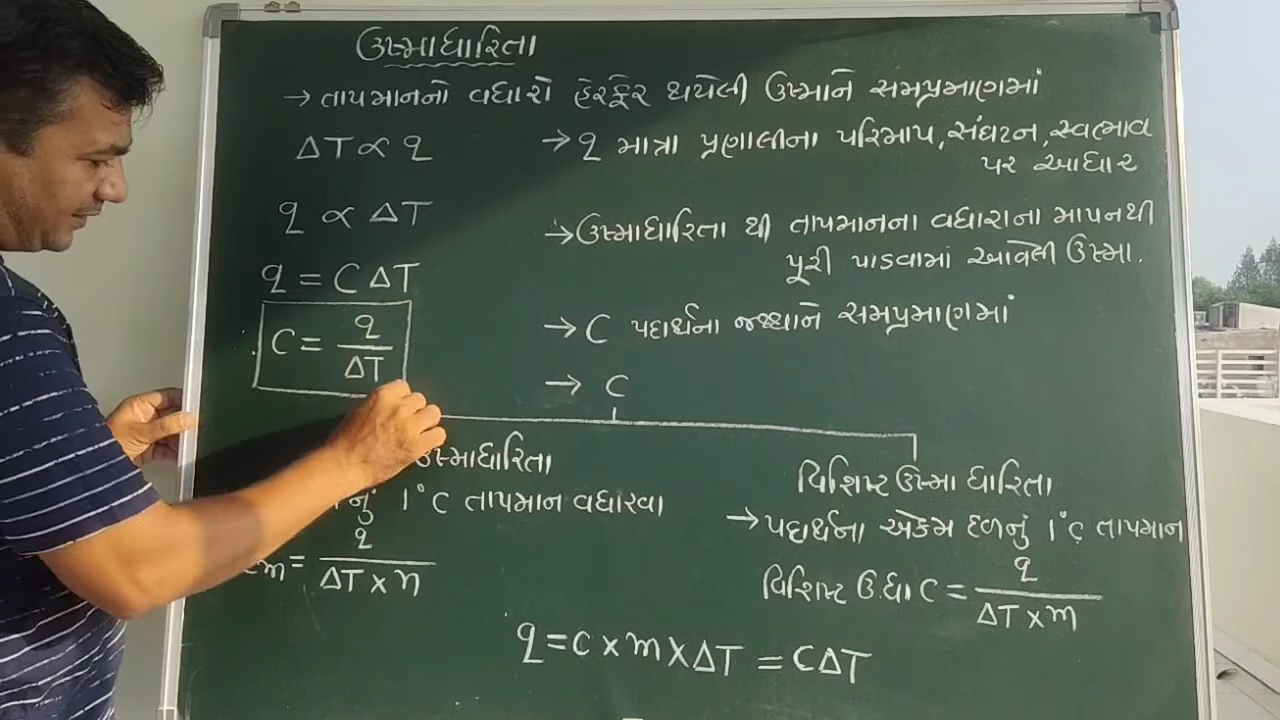 ઉષ્માધારિતા
→ તાપમાનનો વધારો હેરફેર થયેલી ઉષ્માને સમપ્રમાણમાં
ΔT ∝ q
q ∝ ΔT
q = C ΔT
C = q / ΔT
→ q માત્રા પ્રણાલીના પરિમાપ, સંઘટન, સ્વભાવ
પર આધાર
→ ઉષ્માધારિતા થી તાપમાનના વધારાના માપનથી
પૂરી પાડવામાં આવેલી ઉષ્મા.
→ C પદાર્થના જથ્થાને સમપ્રમાણમાં
→ C
ઉષ્માધારિતા
નું 1°C તાપમાન વધારવા
m = q / ΔT × n
વિશિષ્ટ ઉષ્મા ધારિતા
→ પદાર્થના એકમ દળનું 1°C તાપમાન
વિશિષ્ટ ઉ.ધા C = q / ΔT × m
q = C × m × ΔT = CΔT